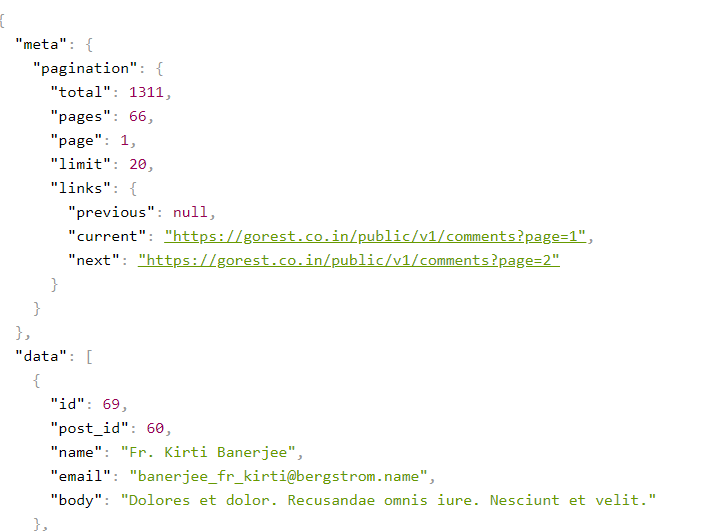 {
"meta": {
"pagination": {
"total": 1311,
"pages": 66,
"page": 1,
"limit": 20,
"links": {
"previous": null,
"current": "https://gorest.co.in/public/v1/comments?page=1",
"next": "https://gorest.co.in/public/v1/comments?page=2"
}
}
},
"data": [
{
"id": 69,
"post_id": 60,
"name": "Fr. Kirti Banerjee",
"email": "banerjee_fr_kirti@bergstrom.name",
"body": "Dolores et dolor. Recusandae omnis iure. Nesciunt et velit."
},